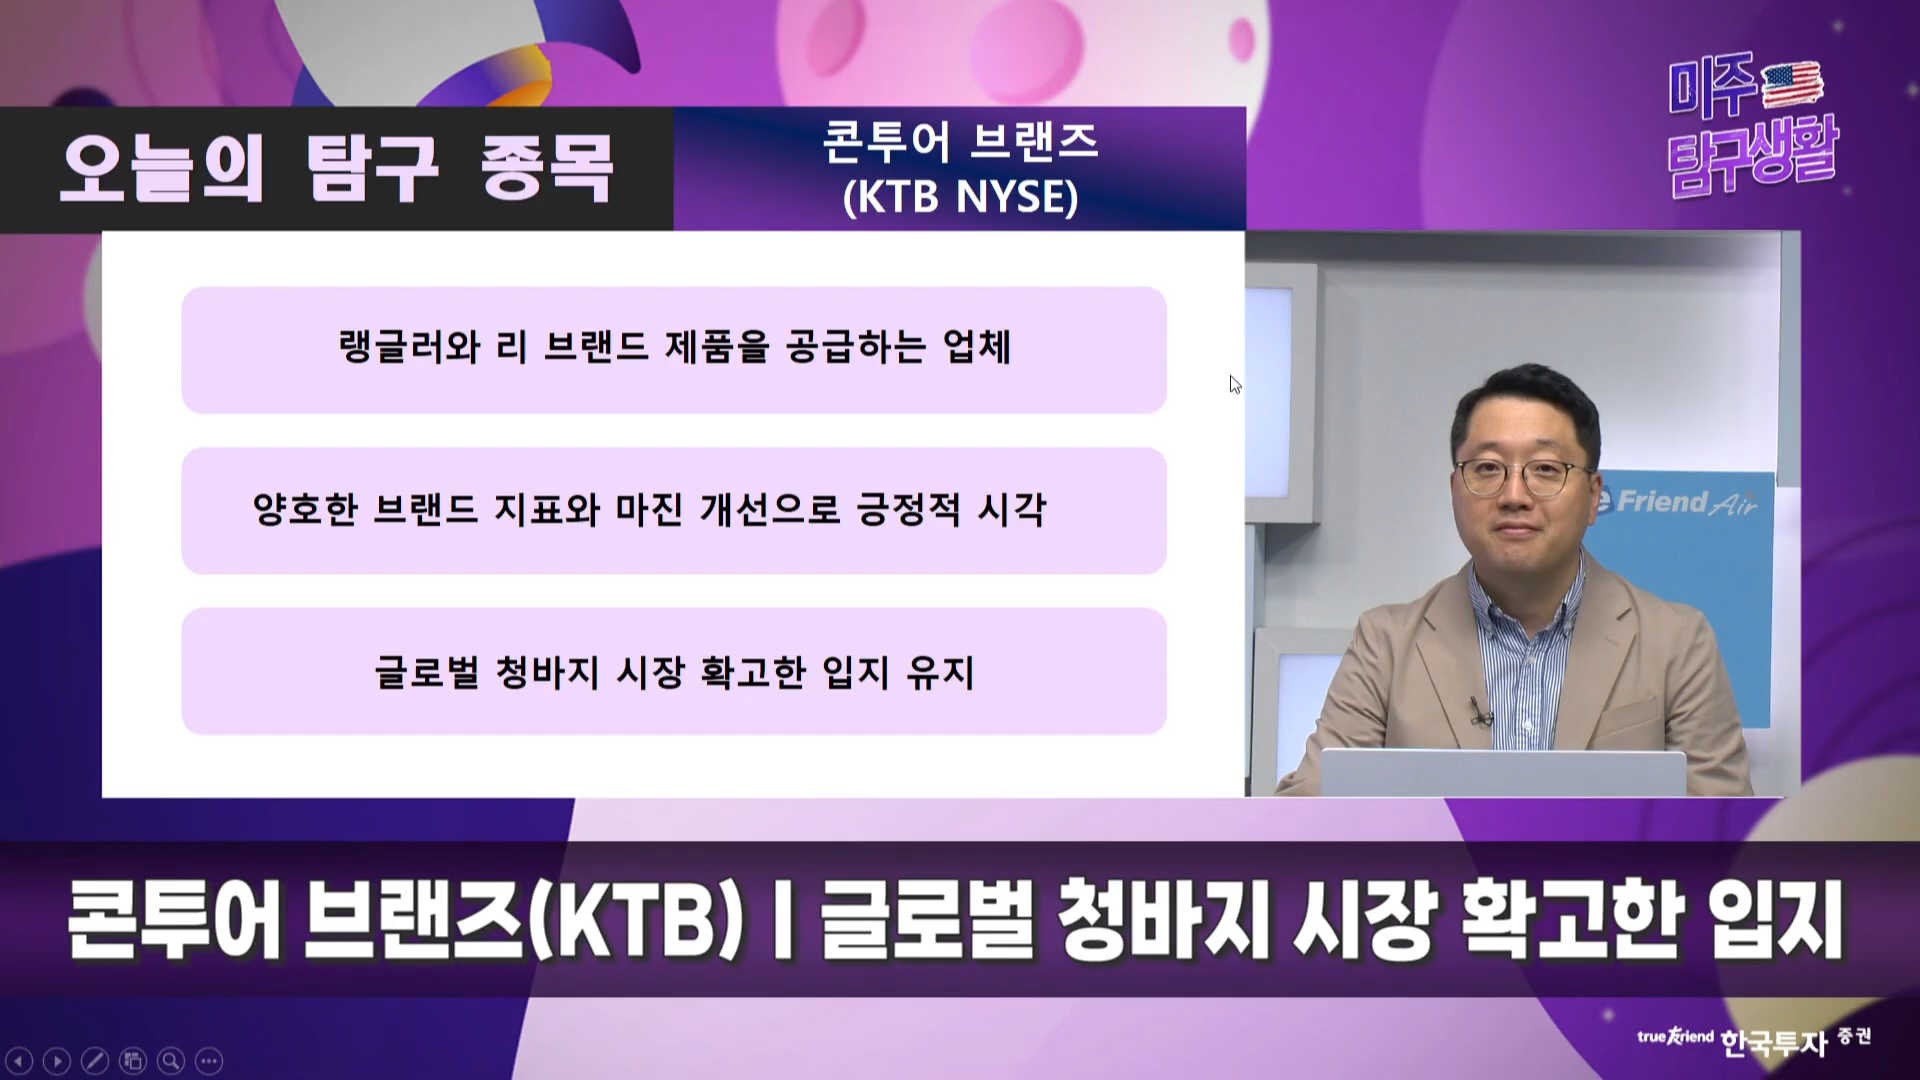 미주
탐구생활
오늘의 탐구 종목
콘투어 브랜즈
(KTB NYSE)
랭글러와 리 브랜드 제품을 공급하는 업체
양호한 브랜드 지표와 마진 개선으로 긍정적 시각
글로벌 청바지 시장 확고한 입지 유지
e Friend Air
콘투어 브랜즈(KTB) | 글로벌 청바지 시장 확고한 입지
true friend 한국투자 증권